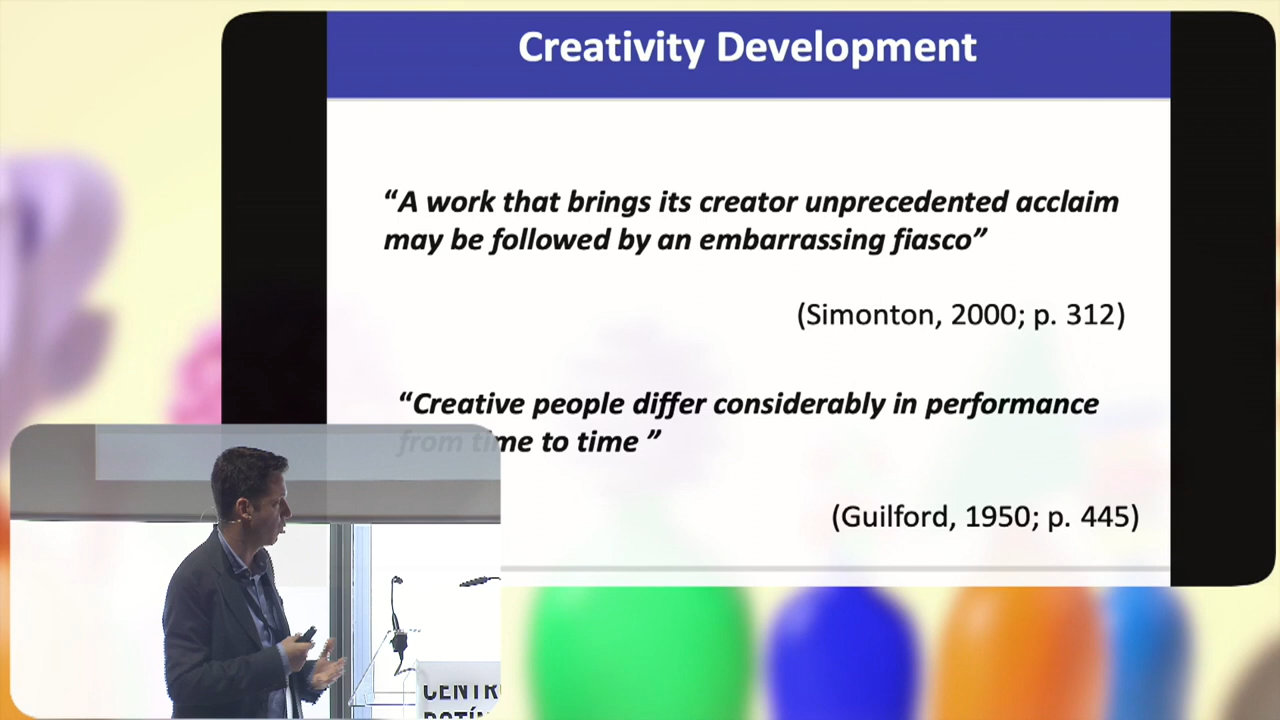 Creativity Development
“A work that brings its creator unprecedented acclaim
may be followed by an embarrassing fiasco”
(Simonton, 2000; p. 312)
“Creative people differ considerably in performance
from time to time ”
(Guilford, 1950; p. 445)
CENTR